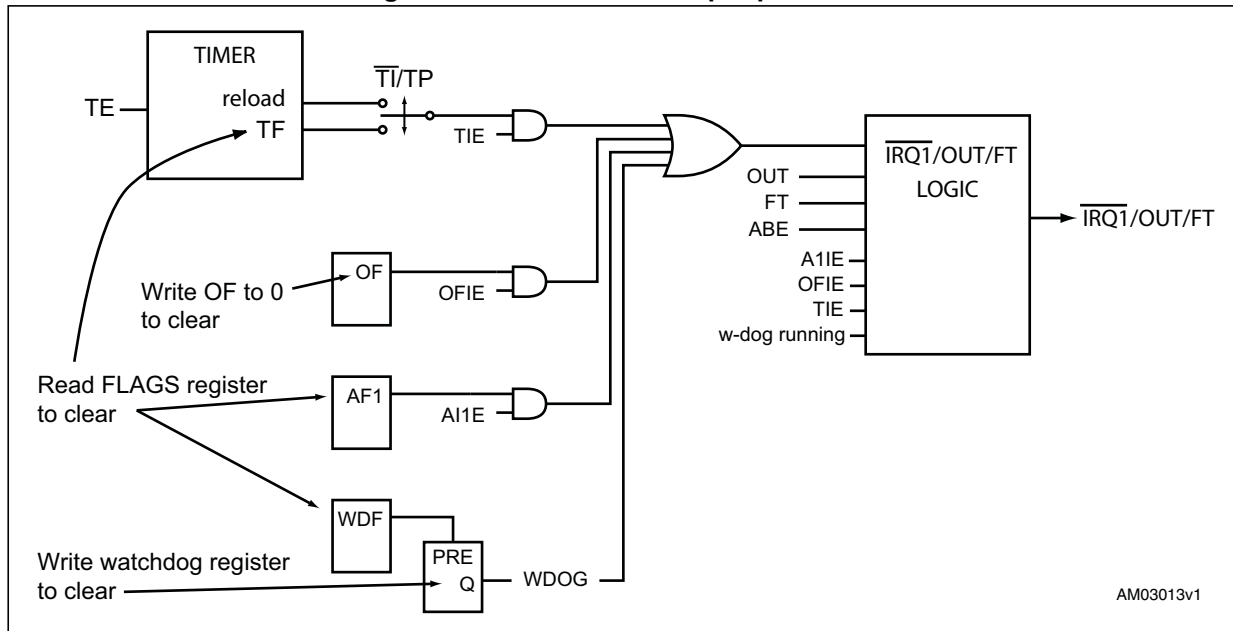 TIMER
TI/TP
reload
TE
TF
TIE
IRQ1/OUT/FT
LOGIC
OUT
FT
ABE
IRQ1/OUT/FT
A1IE
OFIE
TIE
w-dog running
OF
OFIE
Write OF to 0
to clear
Read FLAGS register
to clear
AF1
AI1E
WDF
Write watchdog register
to clear
PRE
Q
WDOG
AM03013v1